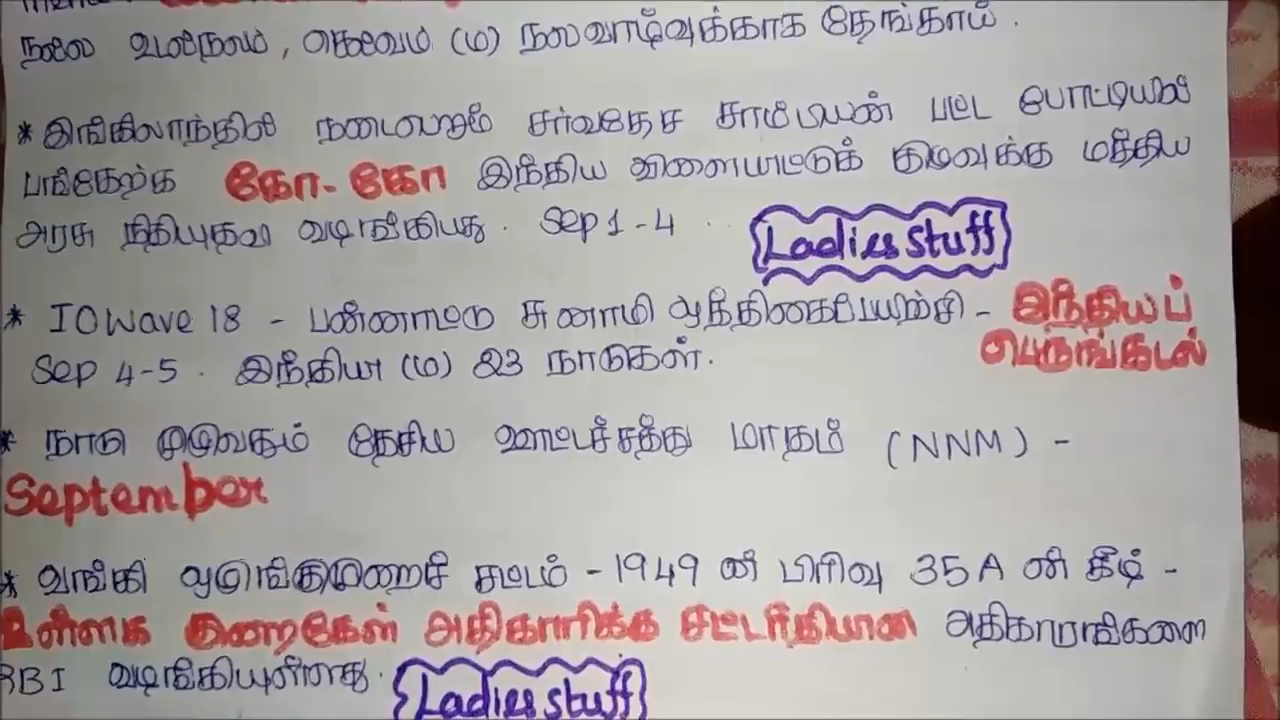 நலம் , (ம) நலவாழ்வுக்காக தேங்காய் .
* இங்கிலாந்தில் நடைபெறும் சர்வதேச சாம்பியன் பட்ட போட்டியில்
பங்கேற்க கோ-கோ இந்திய விளையாட்டுக் குழுவுக்கு மத்திய
அரசு நிதியுதவி வழங்கியது . Sep 1-4 . Ladies Stuff
* IOWave 18 - பன்னாட்டு சுனாமி ஒத்திகைப்பயிற்சி - இந்தியப்
பெருங்கடல்
Sep 4-5 . இந்தியா (ம) 23 நாடுகள்.
* நாடு முழுவதும் தேசிய ஊட்டச்சத்து மாதம் (NNM) -
September
* வங்கி ஒழுங்குமுறைச் சட்டம் - 1949 ன் பிரிவு 35A ன் கீழ் -
உள்ளக குறைகேள் அதிகாரிக்கு சட்டரீதியான அதிகாரங்களை
RBI வழங்கியுள்ளது. Ladies Stuff